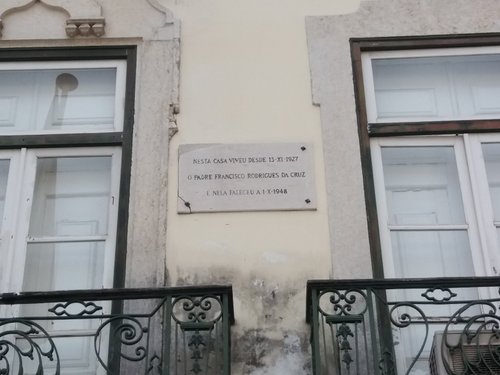 NESTA CASA VIVEU DESDE 15-XI-1927
O PADRE FRANCISCO RODRIGUES DA CRUZ
E NELA FALECEU A 1-X-1948